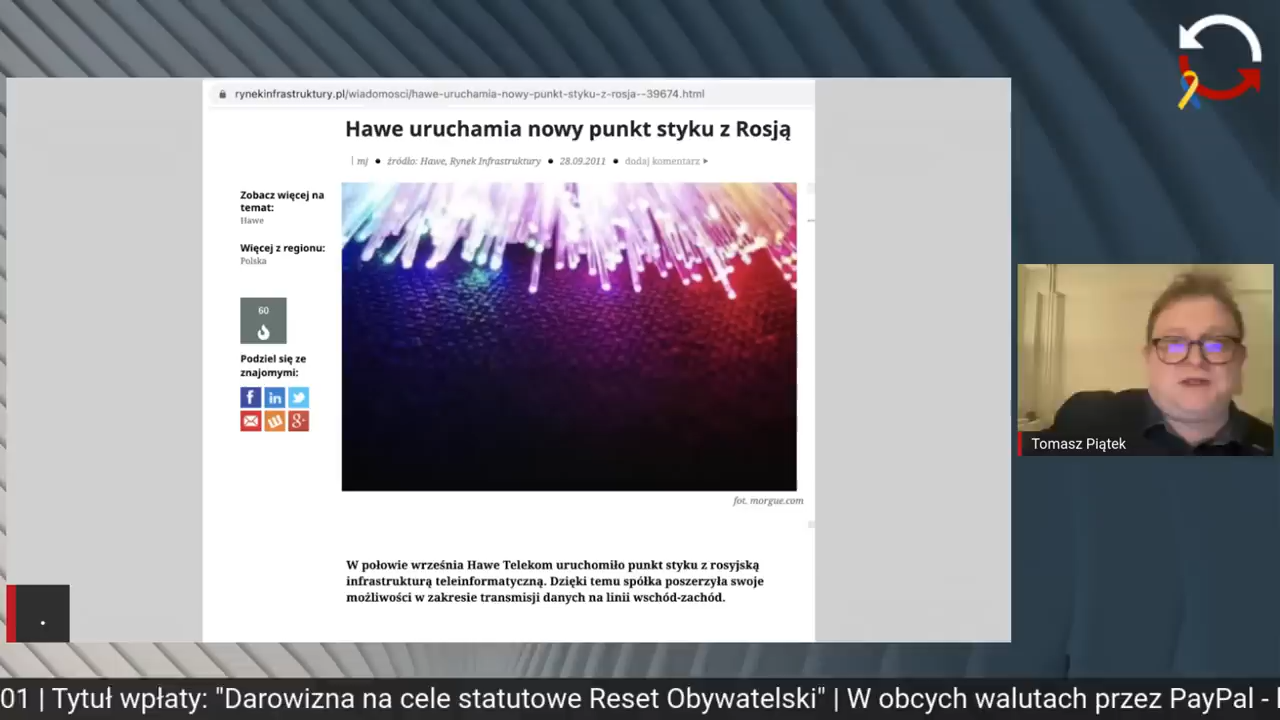 rynekinfrastruktury.pl/wiadomosci/hawe-uruchamia-nowy-punkt-styku-z-rosja--39674.html
Hawe uruchamia nowy punkt styku z Rosją
| mj ● źródło: Hawe, Rynek Infrastruktury ● 28.09.2011 ● dodaj komentarz ▸
Zobacz więcej na
temat:
Hawe
Więcej z regionu:
Polska
60
Podziel się ze
znajomymi:
fot. morgue.com
W połowie września Hawe Telekom uruchomiło punkt styku z rosyjską
infrastrukturą teleinformatyczną. Dzięki temu spółka poszerzyła swoje
możliwości w zakresie transmisji danych na linii wschód-zachód.
Tomasz Piątek
.
01 | Tytuł wpłaty: "Darowizna na cele statutowe Reset Obywatelski" | W obcych walutach przez PayPal -